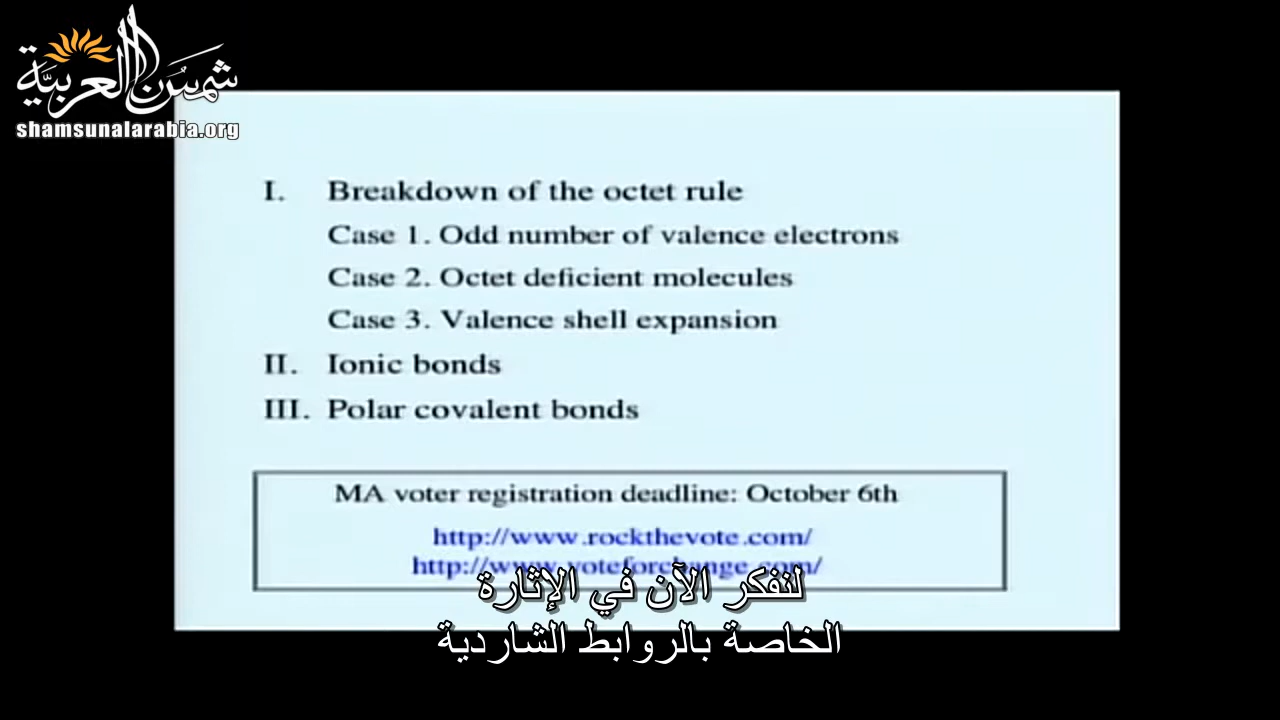 شمس العربية
shamsunalarabia.org
I. Breakdown of the octet rule
Case 1. Odd number of valence electrons
Case 2. Octet deficient molecules
Case 3. Valence shell expansion
II. Ionic bonds
III. Polar covalent bonds
MA voter registration deadline: October 6th
http://www.rockthevote.com/
http://www.voteforchange.com/
لنفكر الآن في الإثارة
الخاصة بالروابط الشاردية